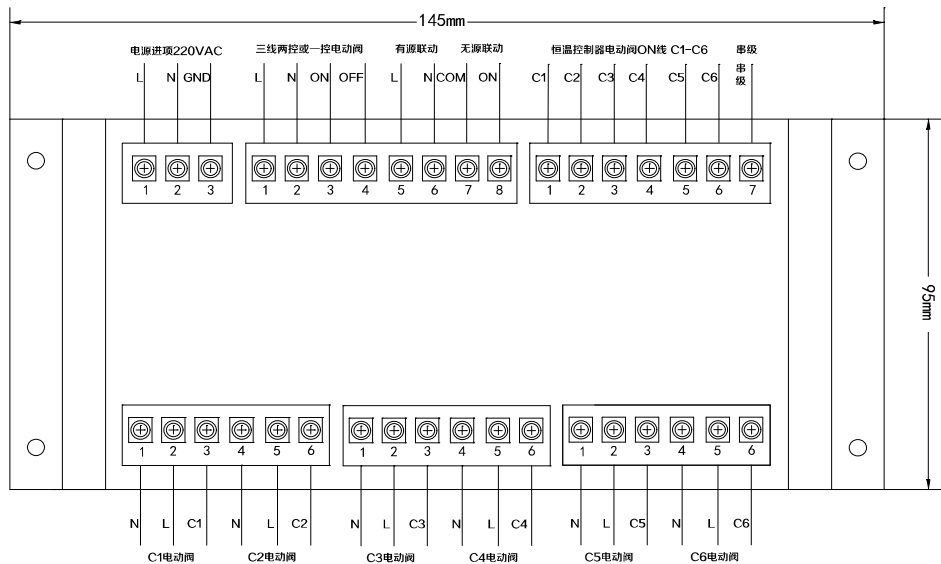 145mm
电源进项220VAC 三线两控或一控电动阀 有源联动 无源联动 恒温控制器电动阀ON线 C1-C6 串级
L N GND L N ON OFF L N COM ON C1 C2 C3 C4 C5 C6 串级
1 2 3 1 2 3 4 5 6 7 8 1 2 3 4 5 6 7
95mm
1 2 3 4 5 6 1 2 3 4 5 6 1 2 3 4 5 6
N L C1 N L C2 N L C3 N L C4 N L C5 N L C6
C1电动阀 C2电动阀 C3电动阀 C4电动阀 C5电动阀 C6电动阀